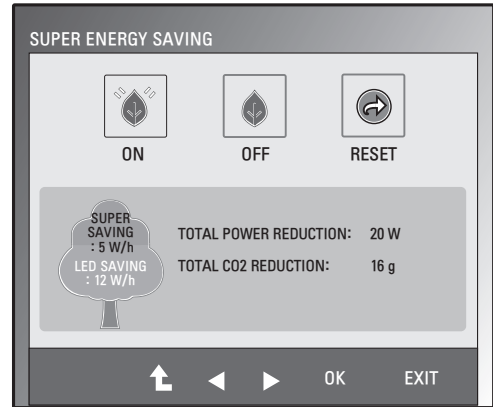 SUPER ENERGY SAVING
ON OFF RESET
SUPER
SAVING
: 5 W/h
LED SAVING
: 12 W/h
TOTAL POWER REDUCTION: 20 W
TOTAL CO2 REDUCTION: 16 g
OK EXIT